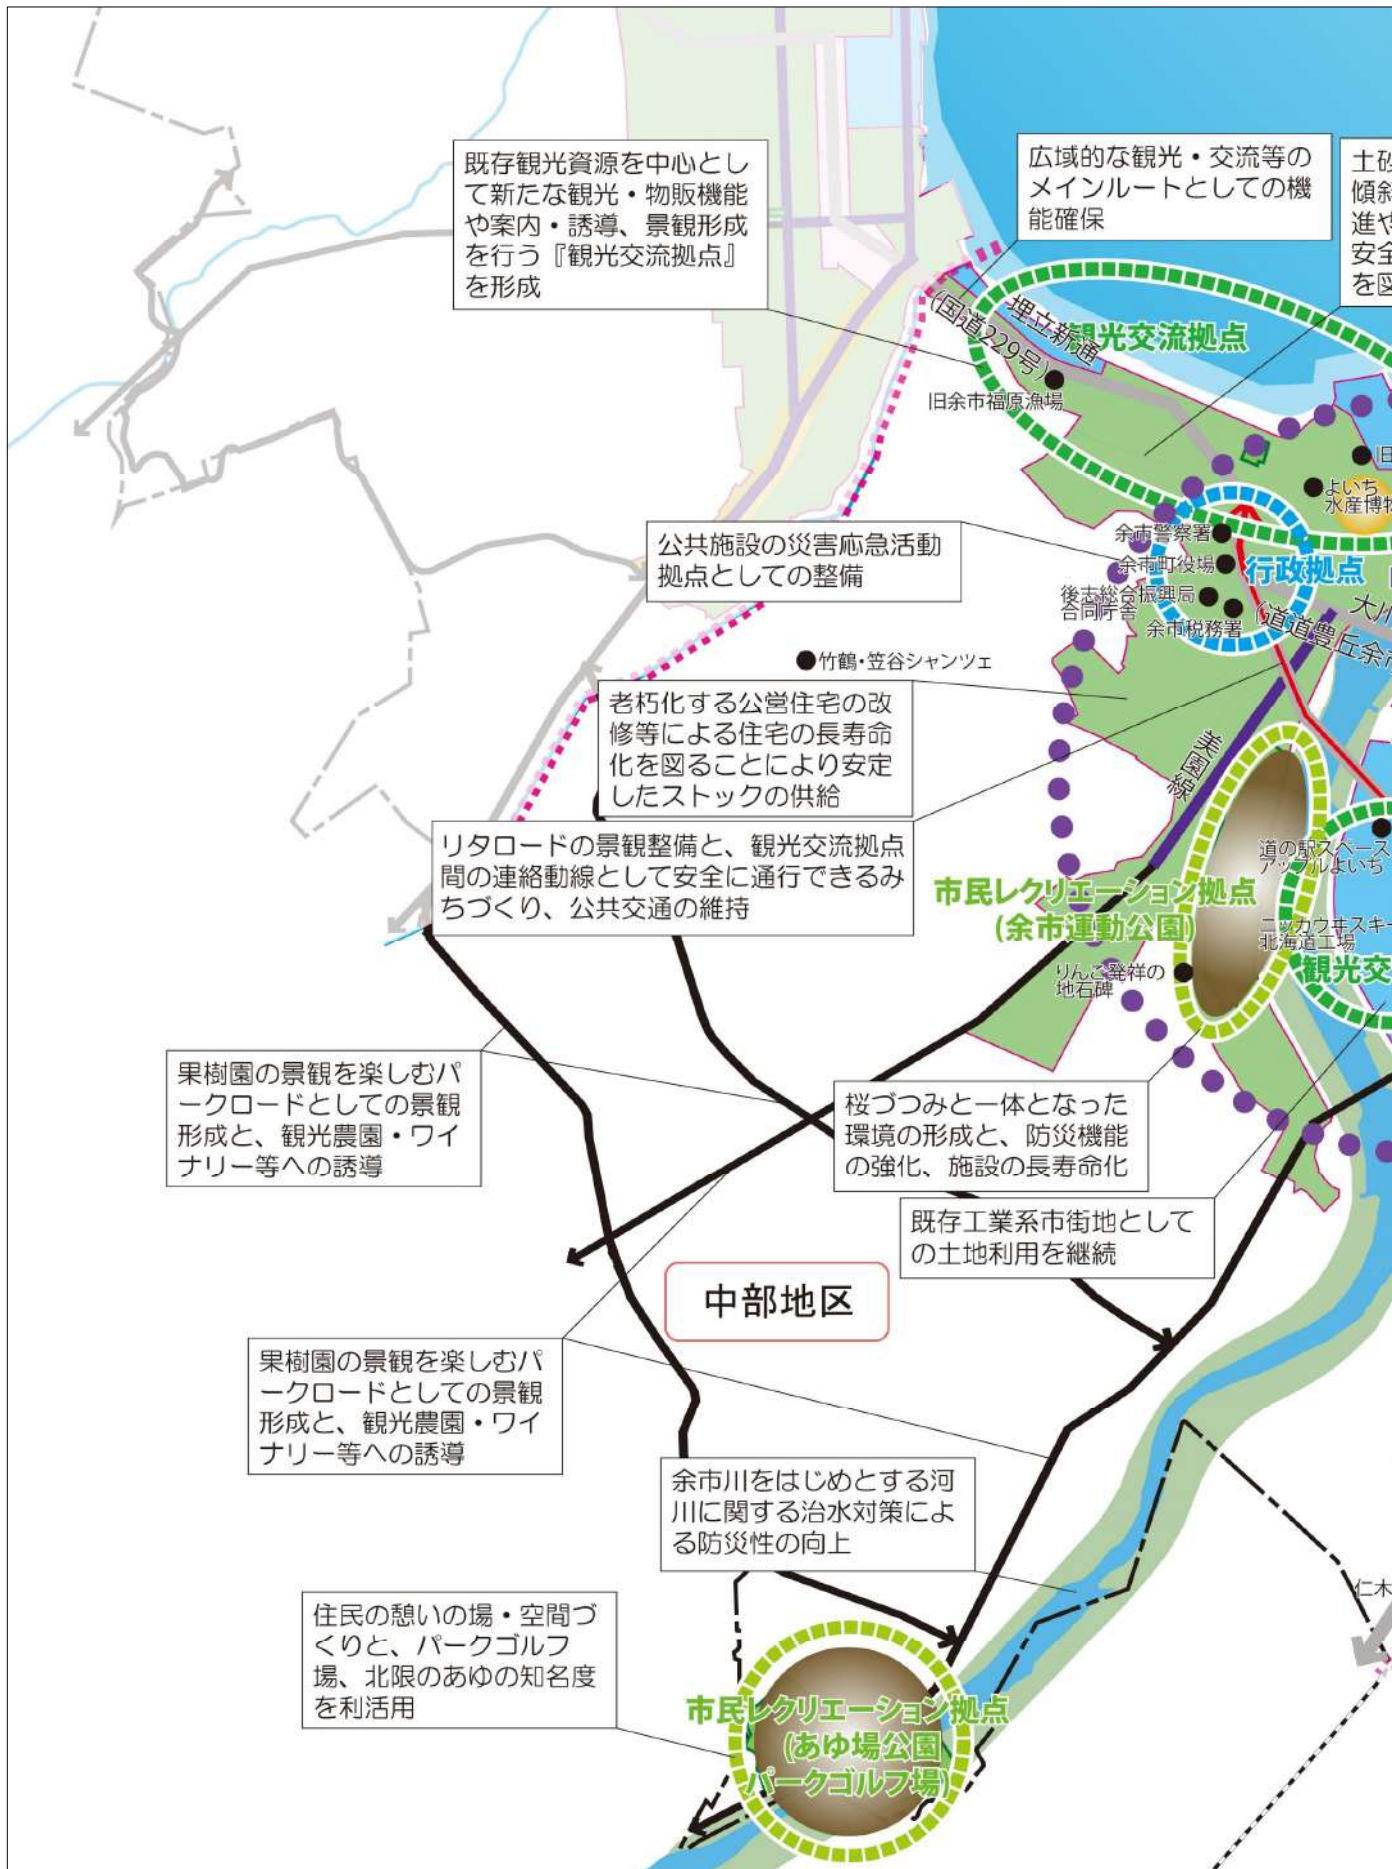 既存観光資源を中心とし
て新たな観光・物販機能
や案内・誘導、景観形成
を行う『観光交流拠点』
を形成
広域的な観光・交流等の
メインルートとしての機
能確保
土砂
傾斜
進や
安全
を図
埋立新通
(国道229号)
観光交流拠点
旧余市福原漁場
旧
よいち
水産博物
公共施設の災害応急活動
拠点としての整備
余市警察署
余市町役場
行政拠点
後志総合振興局
合同庁舎
余市税務署
大川
(道道豊丘余市
竹鶴・笠谷シャンツェ
老朽化する公営住宅の改
修等による住宅の長寿命
化を図ることにより安定
したストックの供給
美園線
リタロードの景観整備と、観光交流拠点
間の連絡動線として安全に通行できるみ
ちづくり、公共交通の維持
道の駅スペース
アップルよいち
市民レクリエーション拠点
(余市運動公園)
ニッカウヰスキー
北海道工場
観光交
りんご発祥の
地石碑
果樹園の景観を楽しむパ
ークロードとしての景観
形成と、観光農園・ワイ
ナリー等への誘導
桜づつみと一体となった
環境の形成と、防災機能
の強化、施設の長寿命化
既存工業系市街地として
の土地利用を継続
中部地区
果樹園の景観を楽しむパ
ークロードとしての景観
形成と、観光農園・ワイ
ナリー等への誘導
余市川をはじめとする河
川に関する治水対策によ
る防災性の向上
仁木
住民の憩いの場・空間づ
くりと、パークゴルフ
場、北限のあゆの知名度
を利活用
市民レクリエーション拠点
(あゆ場公園
パークゴルフ場)